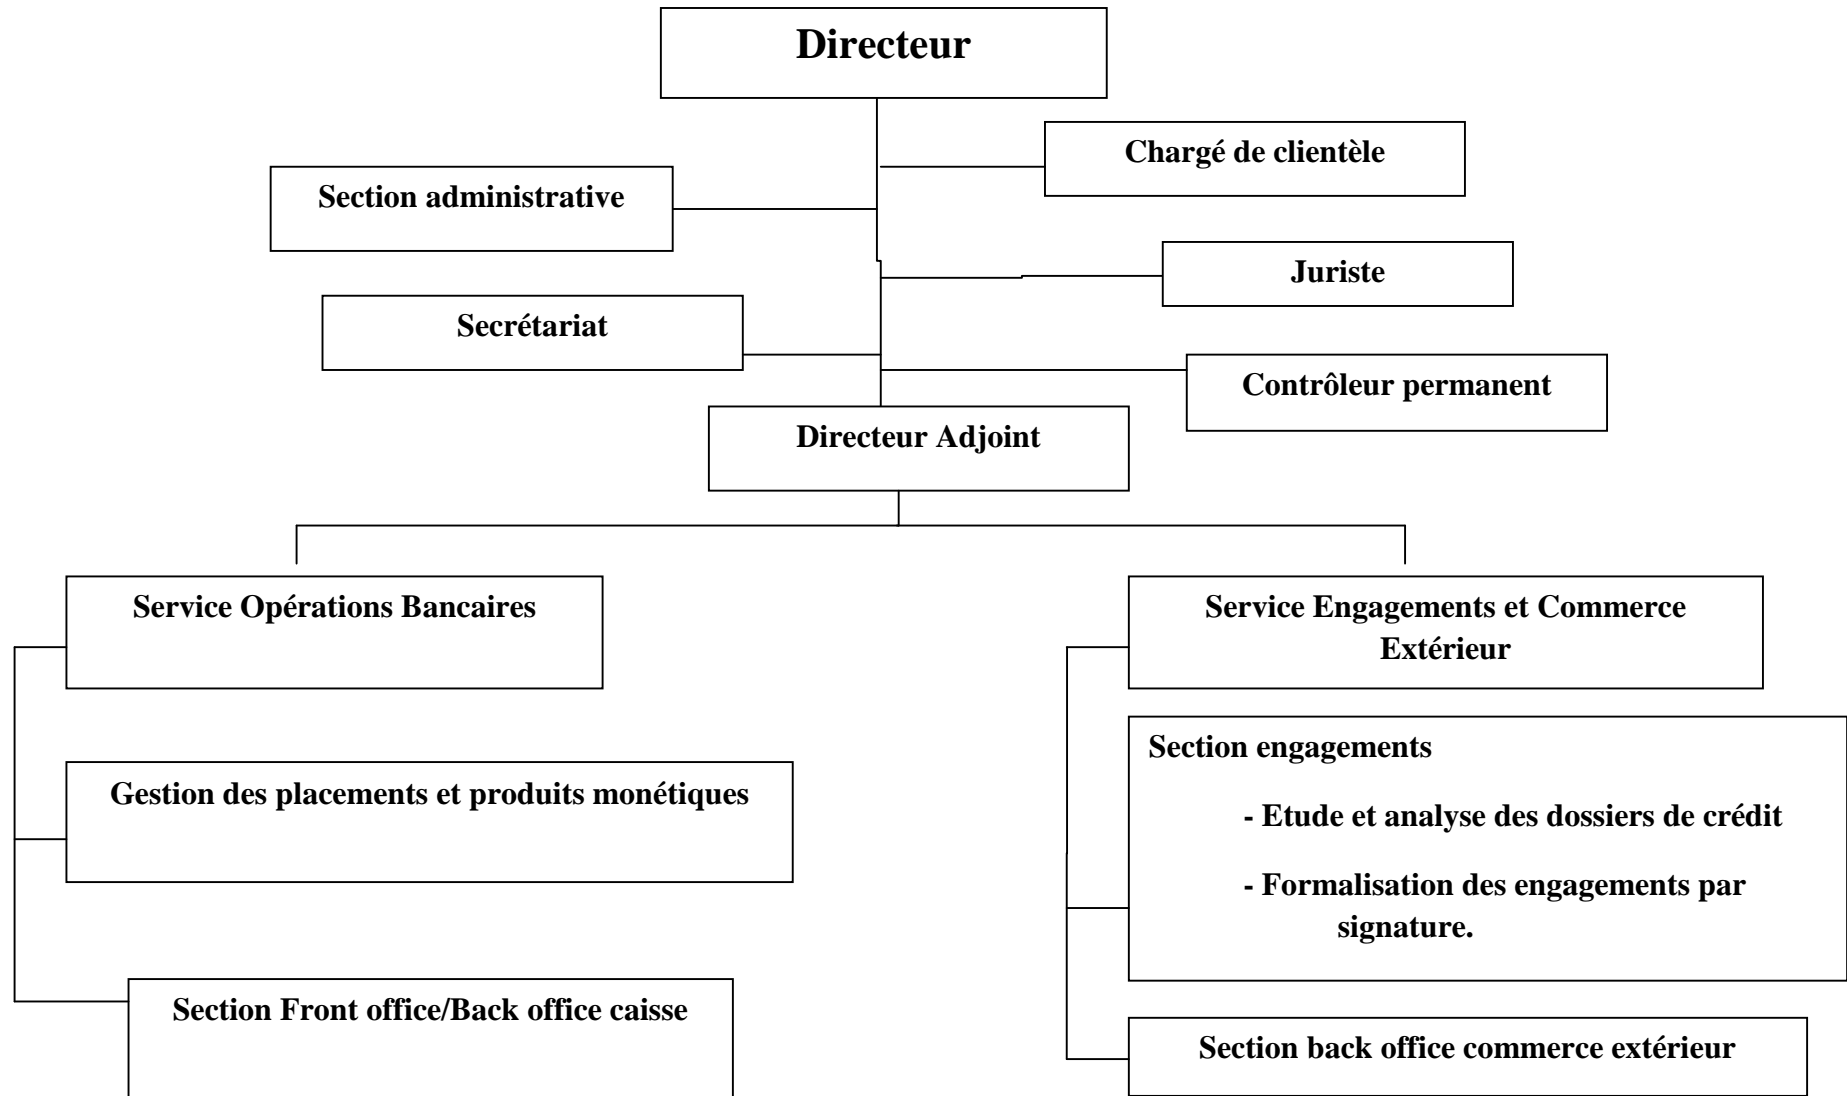 Directeur
Chargé de clientèle
Section administrative
Juriste
Secrétariat
Contrôleur permanent
Directeur Adjoint
Service Opérations Bancaires
Service Engagements et Commerce
Extérieur
Section engagements
Gestion des placements et produits monétiques
- Etude et analyse des dossiers de crédit
- Formalisation des engagements par
signature.
Section Front office/Back office caisse
Section back office commerce extérieur